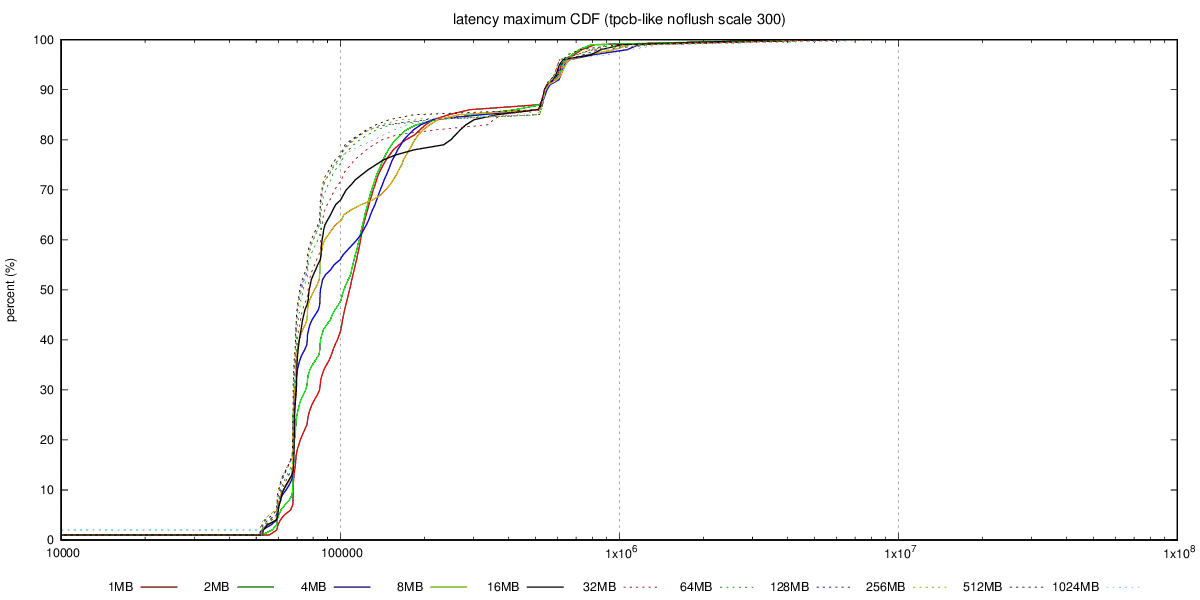 latency maximum CDF (tpcb-like noflush scale 300)
100
90
80
70
60
50
40
30
20
10
0
percent (%)
10000 100000 1x10^6 1x10^7 1x10^8
1MB 2MB 4MB 8MB 16MB 32MB 64MB 128MB 256MB 512MB 1024MB